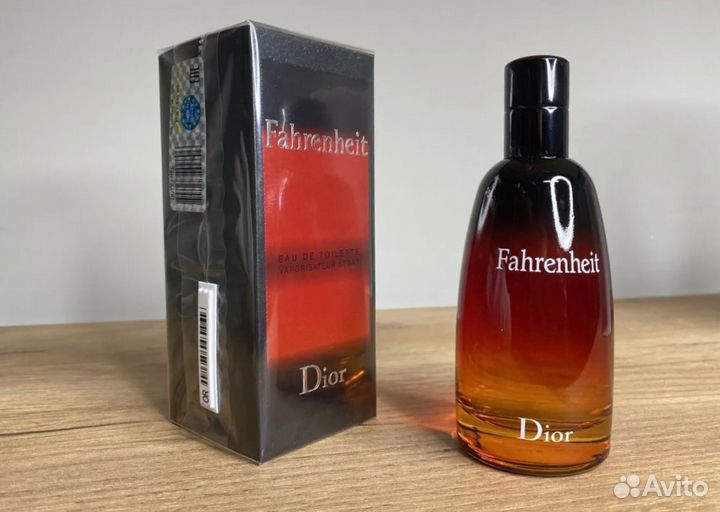 Fahrenheit
EAU DE TOILETTE
VAPORISATEUR SPRAY
Dior
Fahrenheit
Dior
Avito